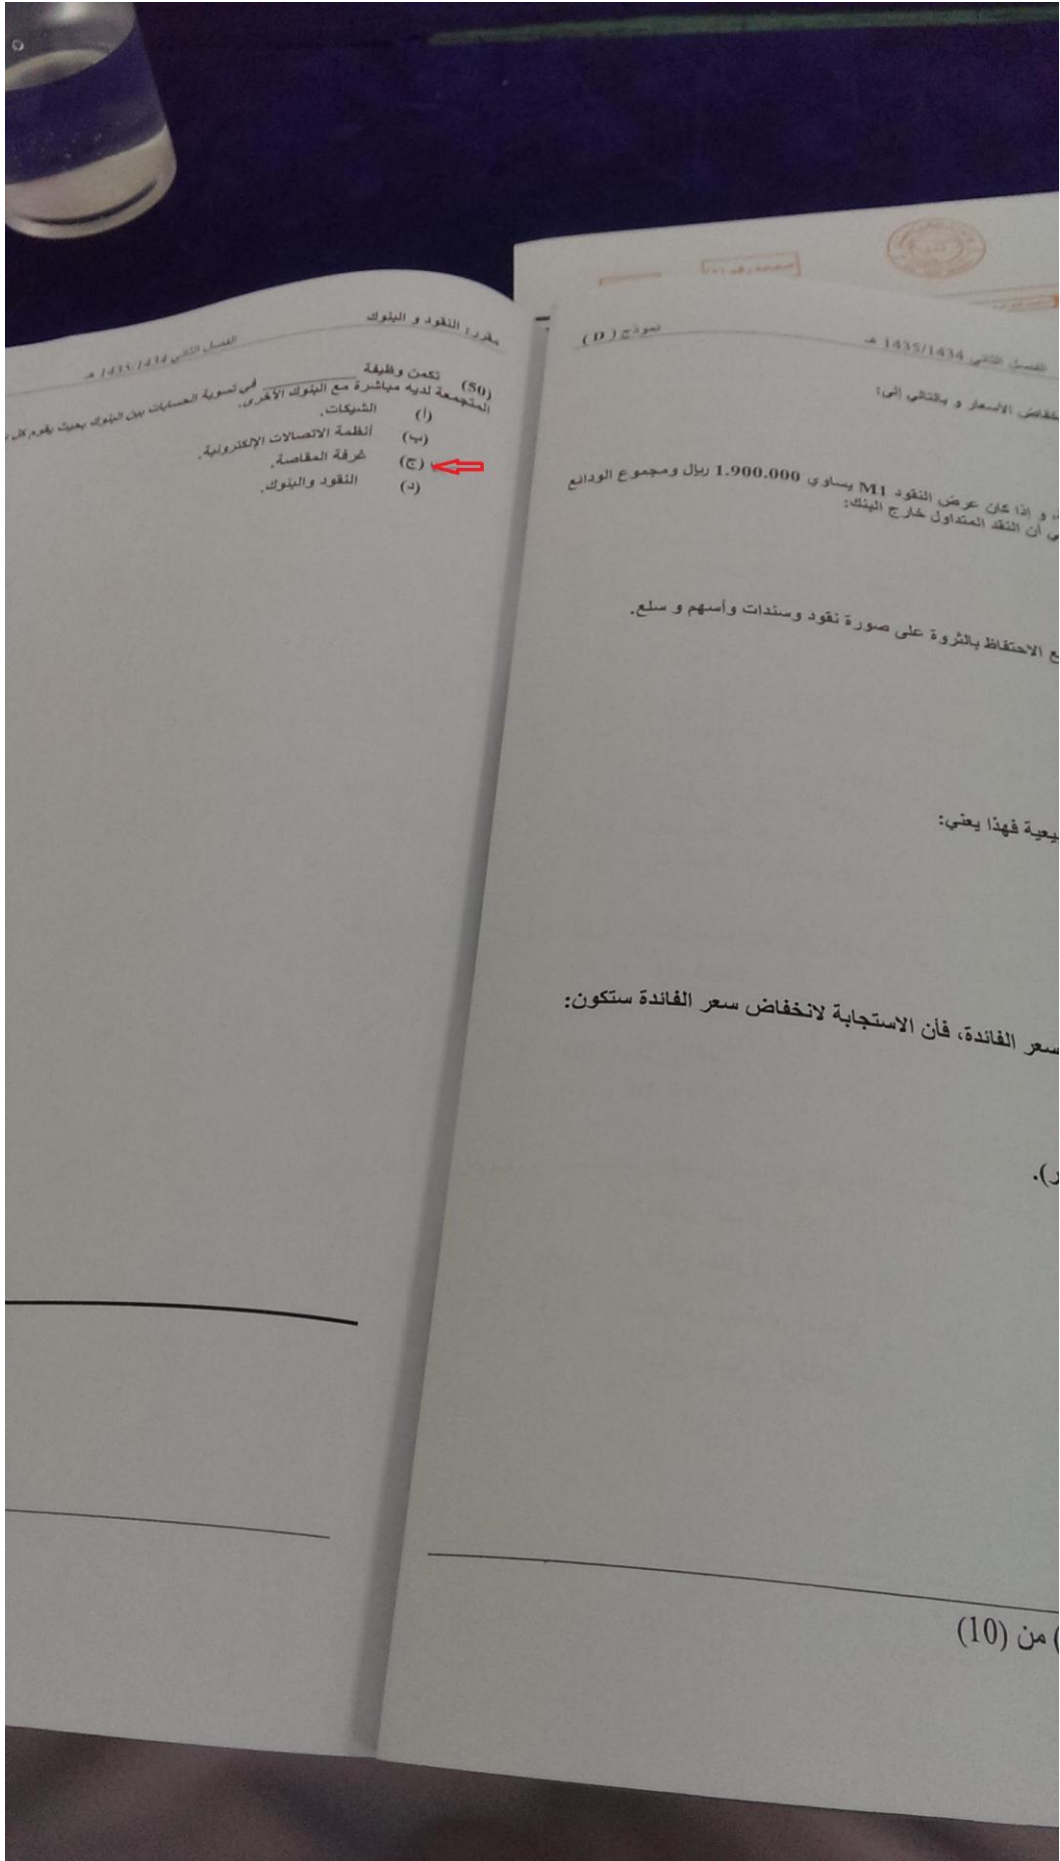 مقرر: النقود و البنوك
الفصل الثاني 1435/1434 هـ
(50) تكمن وظيفة __________ في تسوية الحسابات بين البنوك بحيث يقوم كل
المتجمعة لديه مباشرة مع البنوك الأخرى.
(أ) الشيكات.
(ب) أنظمة الاتصالات الإلكترونية.
(ج) غرفة المقاصة.
(د) النقود والبنوك.
الفصل الثاني 1435/1434 هـ
نموذج ( D )
الأسعار و بالتالي إلى:
و إذا كان عرض النقود M1 يساوي 1.900.000 ريال ومجموع الودائع
أن النقد المتداول خارج البنك:
الاحتفاظ بالثروة على صورة نقود وسندات وأسهم و سلع.
فهذا يعني:
سعر الفائدة، فأن الاستجابة لانخفاض سعر الفائدة ستكون:
ر).
) من (10)